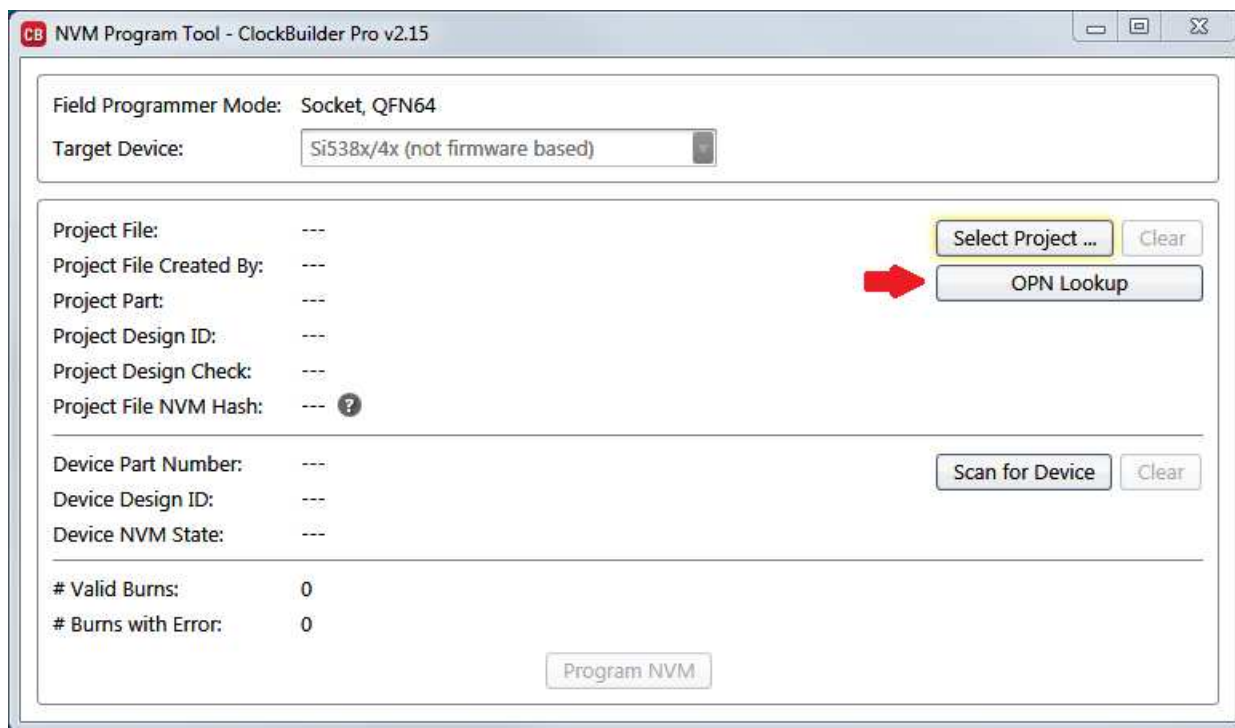 CB NVM Program Tool - ClockBuilder Pro v2.15
Field Programmer Mode: Socket, QFN64
Target Device: Si538x/4x (not firmware based)
Project File: --- Select Project ... Clear
Project File Created By: --- OPN Lookup
Project Part: ---
Project Design ID: ---
Project Design Check: ---
Project File NVM Hash: --- ?
Device Part Number: --- Scan for Device Clear
Device Design ID: ---
Device NVM State: ---
# Valid Burns: 0
# Burns with Error: 0
Program NVM